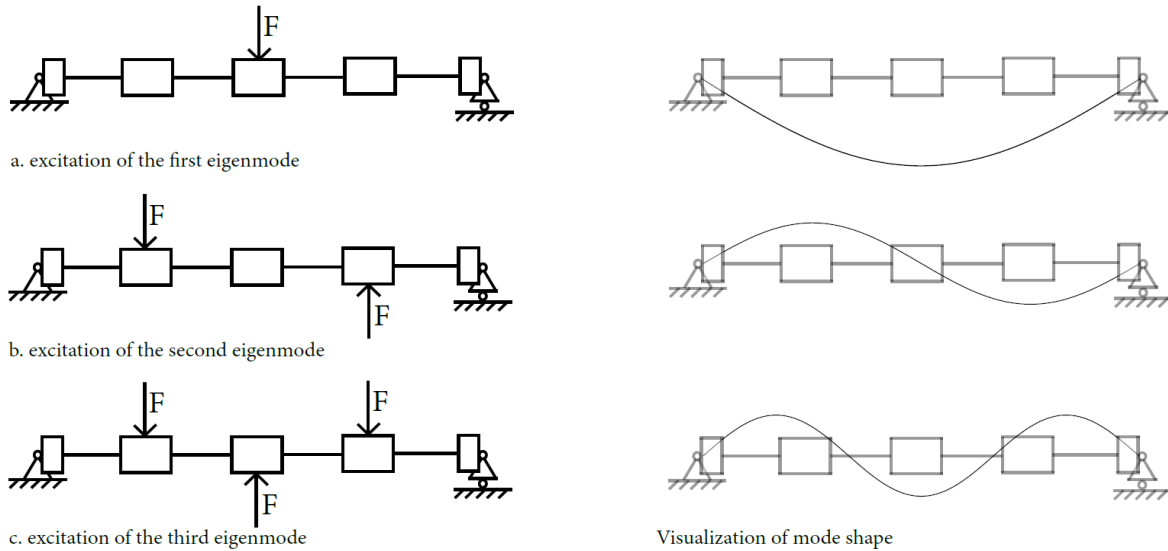 F
a. excitation of the first eigenmode
F
F
b. excitation of the second eigenmode
F
F
F
c. excitation of the third eigenmode
Visualization of mode shape